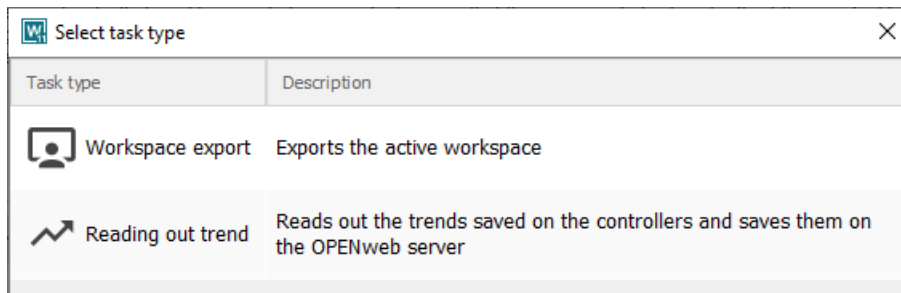 W 11 Select task type
Task type Description
Workspace export Exports the active workspace
Reading out trend Reads out the trends saved on the controllers and saves them on
the OPENweb server